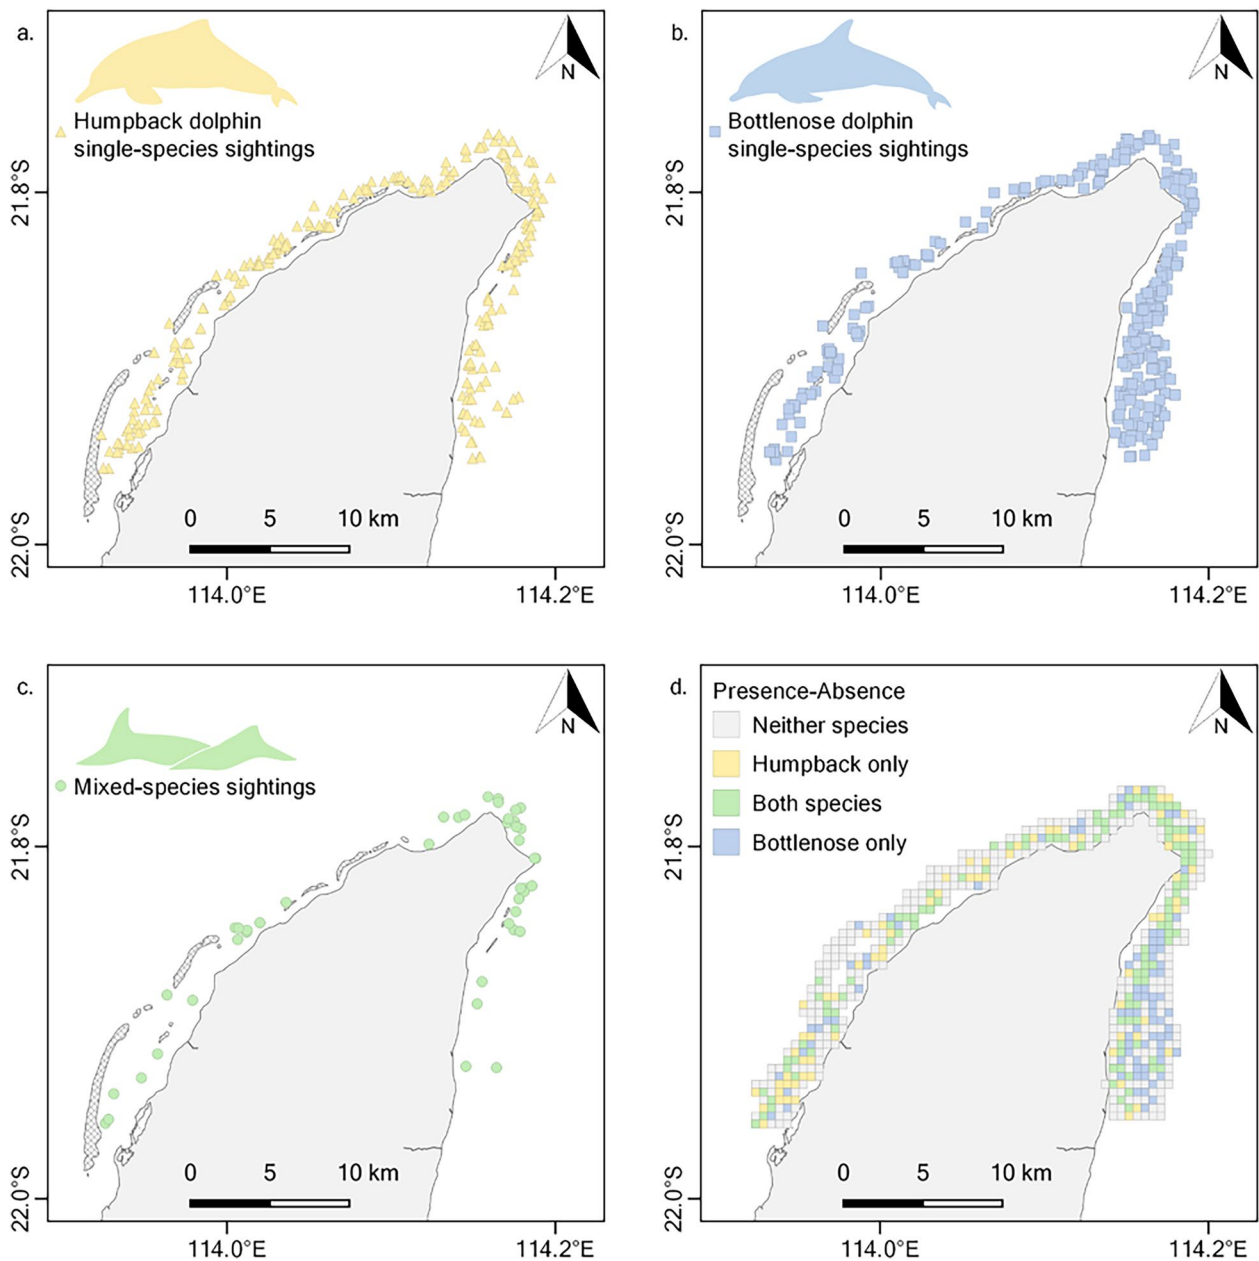 a.
N
Humpback dolphin
single-species sightings
21.8°S
22.0°S
0 5 10 km
114.0°E 114.2°E
b.
N
Bottlenose dolphin
single-species sightings
21.8°S
22.0°S
0 5 10 km
114.0°E 114.2°E
c.
N
Mixed-species sightings
21.8°S
22.0°S
0 5 10 km
114.0°E 114.2°E
d.
Presence-Absence
N
Neither species
Humpback only
Both species
Bottlenose only
21.8°S
22.0°S
0 5 10 km
114.0°E 114.2°E